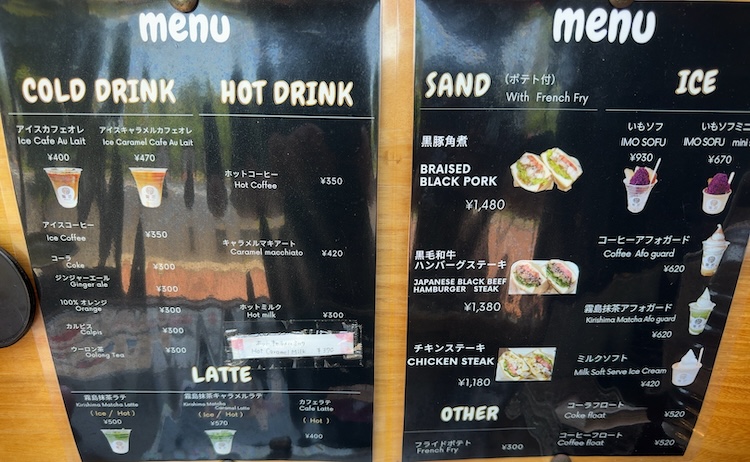 menu
COLD DRINK
アイスカフェオレ
Ice Cafe Au Lait
¥400
アイスキャラメルカフェオレ
Ice Caramel Cafe Au Lait
¥470
アイスコーヒー
Ice Coffee
¥350
コーラ
Coke
¥300
ジンジャーエール
Ginger ale
¥300
100% オレンジ
Orange
¥300
カルピス
Calpis
¥300
ウーロン茶
Oolang Tea
¥300
HOT DRINK
ホットコーヒー
Hot Coffee
¥350
キャラメルマキアート
Caramel macchiato
¥420
ホットミルク
Hot milk
¥300
Hot Caramel Milk
LATTE
霧島抹茶ラテ
Kirishima Matcha Latte
( Ice / Hot )
¥500
霧島抹茶キャラメルラテ
Kirishima Matcha
Caramel Latte
( Ice / Hot )
¥570
カフェラテ
Cafe Latte
( Hot )
¥400
menu
SAND
(ポテト付)
With French Fry
黒豚角煮
BRAISED
BLACK PORK
¥1,480
黒毛和牛
ハンバーグステーキ
JAPANESE BLACK BEEF
HAMBURGER STEAK
¥1,380
チキンステーキ
CHICKEN STEAK
¥1,180
OTHER
フライドポテト
French Fry
¥300
ICE
いもソフ
IMO SOFU
¥930
いもソフミニ
IMO SOFU mini
¥670
コーヒーアフォガード
Coffee Afo guard
¥620
霧島抹茶アフォガード
Kirishima Matcha Afo guard
¥620
ミルクソフト
Milk Soft Serve Ice Cream
¥420
コーラフロート
Coke float
¥520
コーヒーフロート
Coffee float
¥520